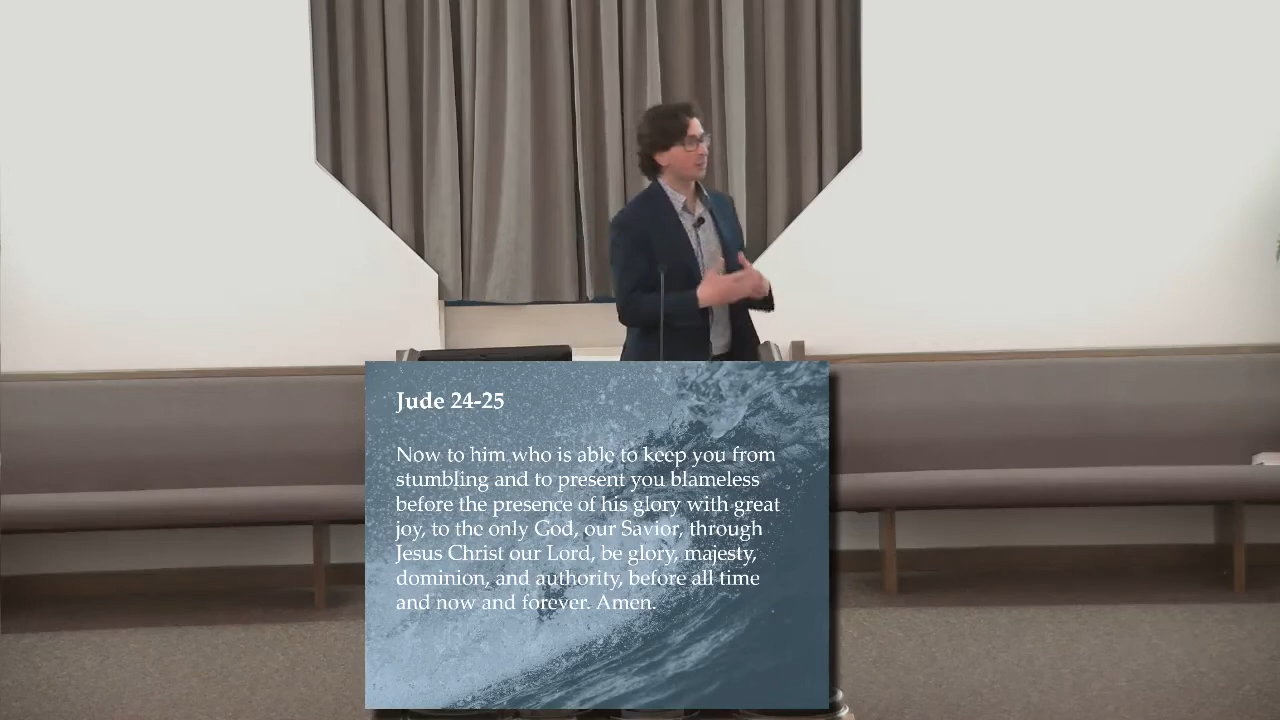 Jude 24-25
Now to him who is able to keep you from
stumbling and to present you blameless
before the presence of his glory with great
joy, to the only God, our Savior, through
Jesus Christ our Lord, be glory, majesty,
dominion, and authority, before all time
and now and forever. Amen.